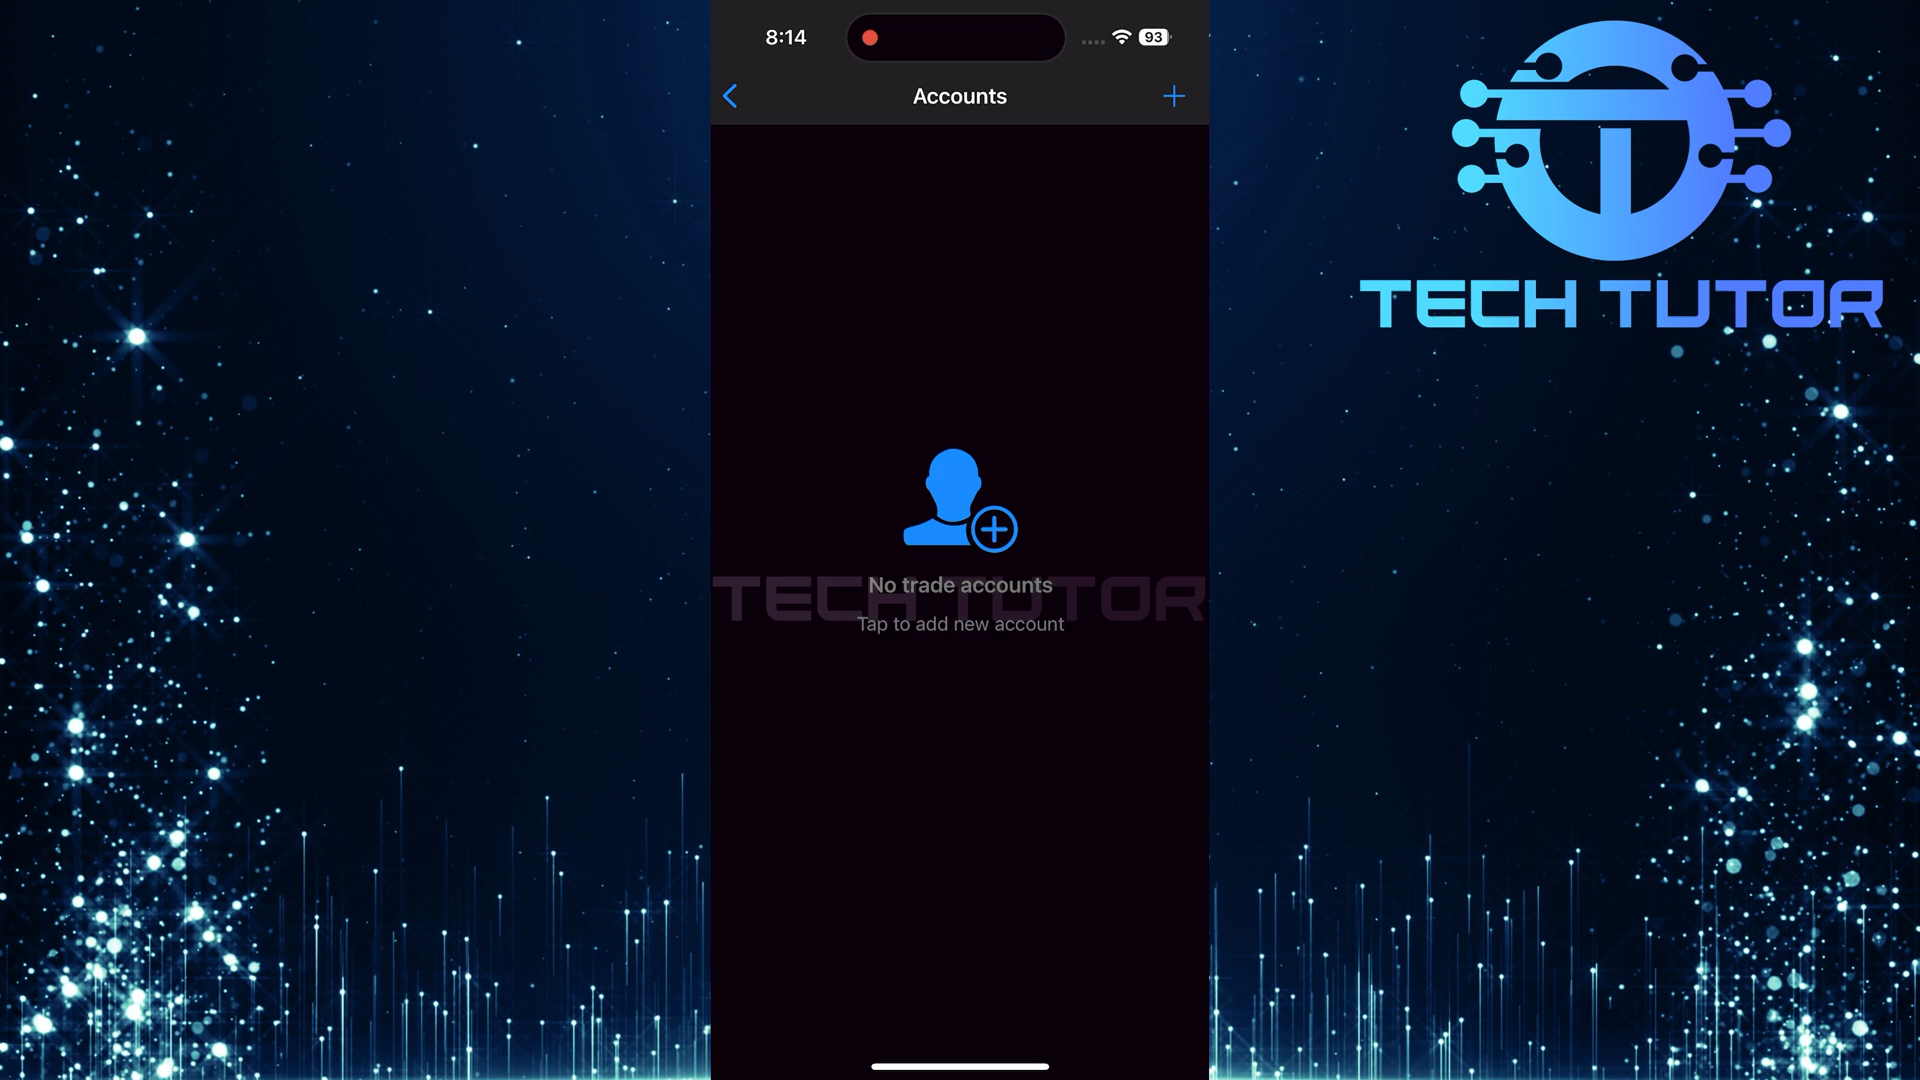 8:14
93
Accounts
TECH TUTOR
No trade accounts
TECH TUTOR
Tap to add new account